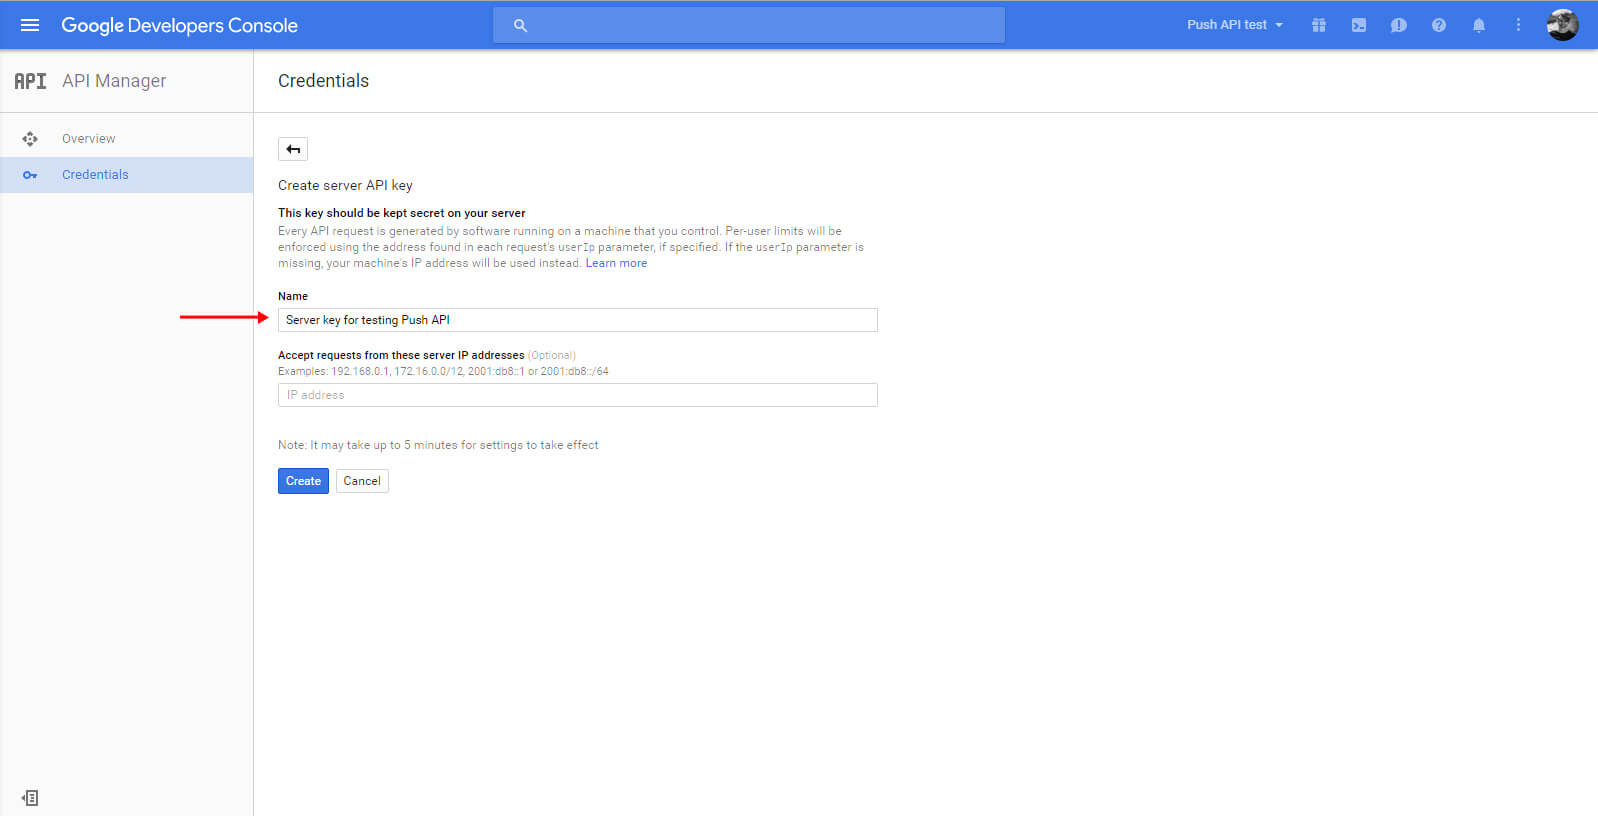 Google Developers Console
Push API test
API API Manager
Credentials
Overview
Credentials
Create server API key
This key should be kept secret on your server
Every API request is generated by software running on a machine that you control. Per-user limits will be
enforced using the address found in each request's userIp parameter, if specified. If the userIp parameter is
missing, your machine's IP address will be used instead. Learn more
Name
Server key for testing Push API
Accept requests from these server IP addresses (Optional)
Examples: 192.168.0.1, 172.16.0.0/12, 2001:db8::1 or 2001:db8::/64
IP address
Note: It may take up to 5 minutes for settings to take effect
Create Cancel